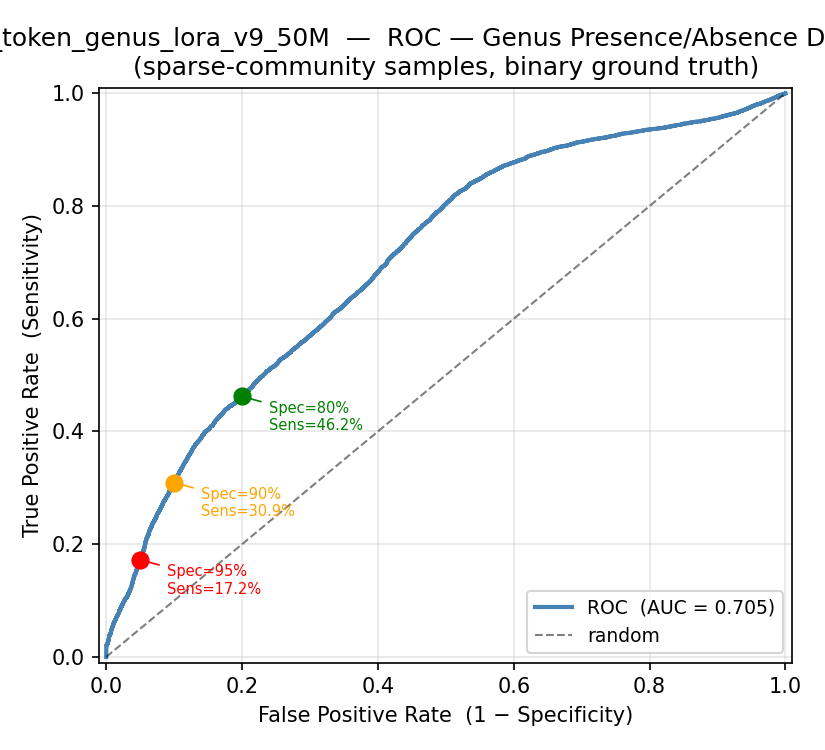 _token_genus_lora_v9_50M — ROC — Genus Presence/Absence D
(sparse-community samples, binary ground truth)
1.0
0.8
0.6
0.4
0.2
0.0
True Positive Rate (Sensitivity)
Spec=80%
Sens=46.2%
Spec=90%
Sens=30.9%
Spec=95%
Sens=17.2%
ROC (AUC = 0.705)
random
0.0 0.2 0.4 0.6 0.8 1.0
False Positive Rate (1 − Specificity)